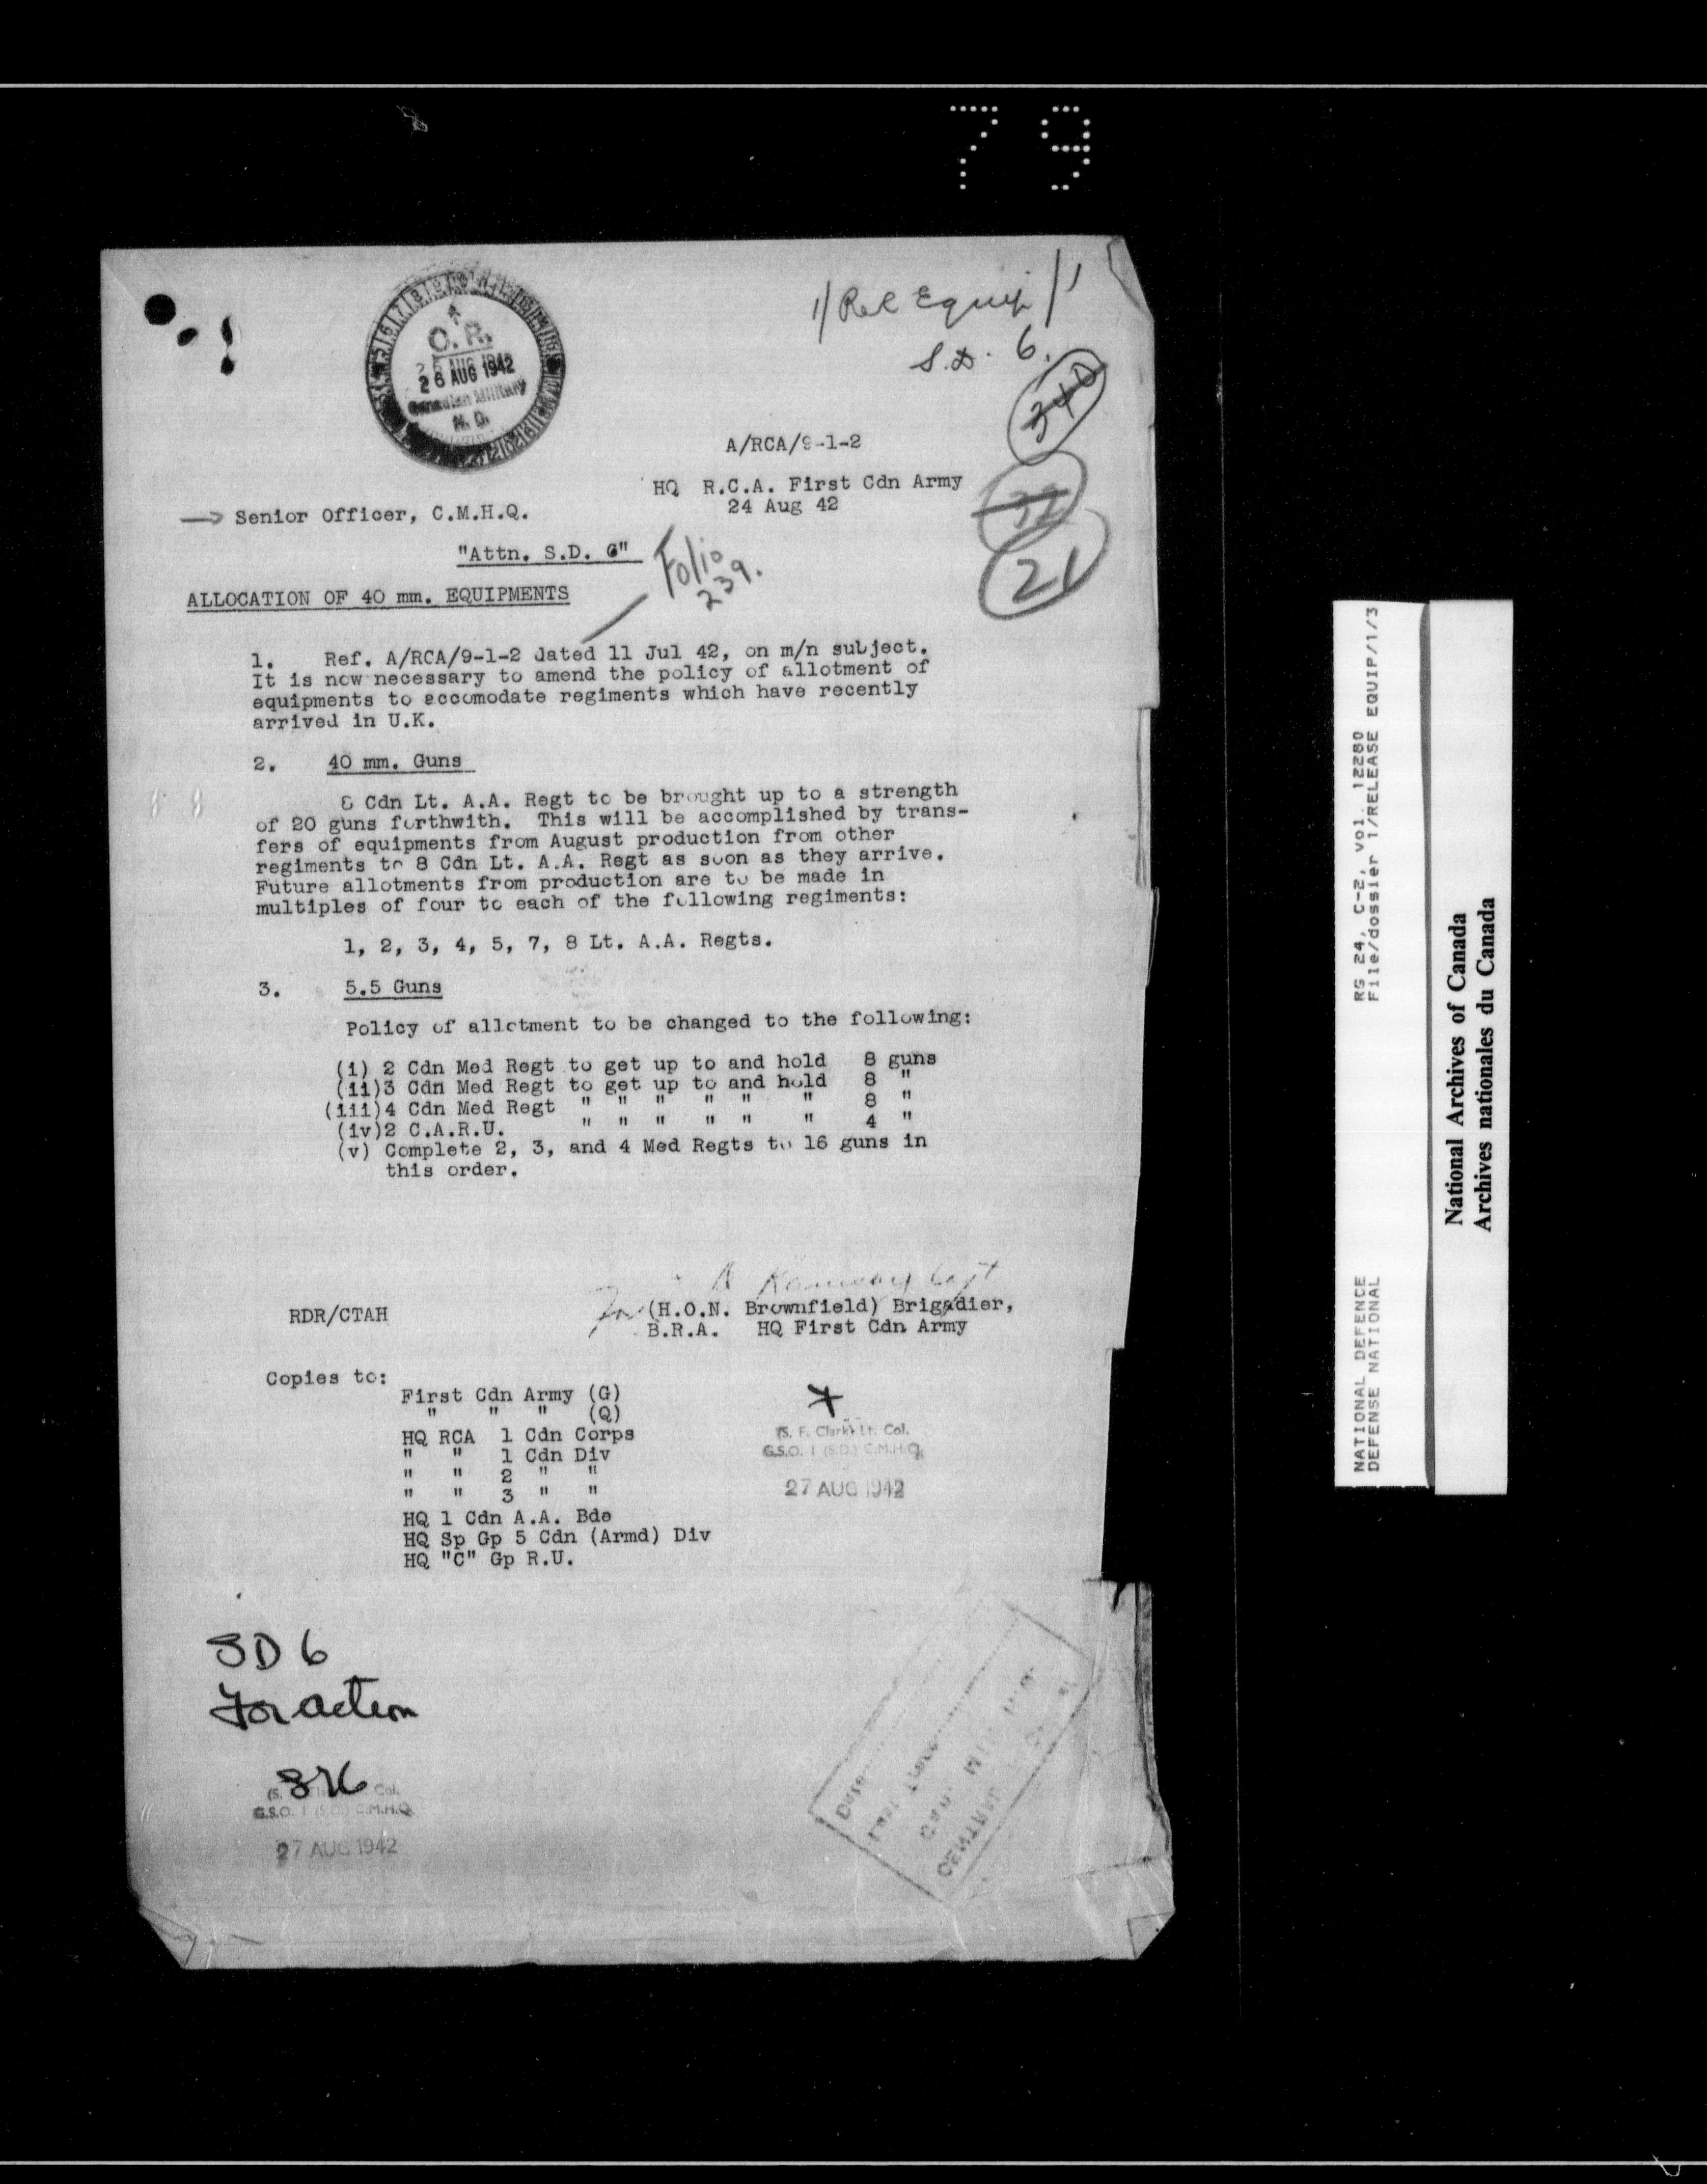 79
1/Rel Equip/1
S.D. 6.
C.R.
26 AUG 1942
Canadian Military
H.Q.
340
A/RCA/9-1-2
HQ R.C.A. First Cdn Army
24 Aug 42
32
→ Senior Officer, C.M.H.Q.
"Attn. S.D. 6"
Folio
239.
21
ALLOCATION OF 40 mm. EQUIPMENTS
1. Ref. A/RCA/9-1-2 dated 11 Jul 42, on m/n subject.
It is now necessary to amend the policy of allotment of
equipments to accomodate regiments which have recently
arrived in U.K.
2. 40 mm. Guns
8 Cdn Lt. A.A. Regt to be brought up to a strength
of 20 guns forthwith. This will be accomplished by trans-
fers of equipments from August production from other
regiments to 8 Cdn Lt. A.A. Regt as soon as they arrive.
Future allotments from production are to be made in
multiples of four to each of the following regiments:
1, 2, 3, 4, 5, 7, 8 Lt. A.A. Regts.
3. 5.5 Guns
Policy of allotment to be changed to the following:
(i) 2 Cdn Med Regt to get up to and hold 8 guns
(ii)3 Cdn Med Regt to get up to and hold 8 "
(iii)4 Cdn Med Regt " " " " " " 8 "
(iv)2 C.A.R.U. " " " " " " 4 "
(v) Complete 2, 3, and 4 Med Regts to 16 guns in
this order.
Capt
RDR/CTAH
for (H.O.N. Brownfield) Brigadier,
B.R.A. HQ First Cdn Army
Copies to:
First Cdn Army (G)
" " " (Q)
HQ RCA 1 Cdn Corps
" " 1 Cdn Div
" " 2 " "
" " 3 " "
HQ 1 Cdn A.A. Bde
HQ Sp Gp 5 Cdn (Armd) Div
HQ "C" Gp R.U.
(S. F. Clark) Lt. Col.
G.S.O. 1 (S.D.) C.M.H.Q.
27 AUG 1942
SD 6
For action
(S. Col.
G.S.O. 1 (S.D.) C.M.H.Q.
27 AUG 1942
CENTRAL
NATIONAL DEFENCE RG 24, C-2, vol. 12280
DEFENSE NATIONAL File/dossier 1/RELEASE EQUIP/1/3
National Archives of Canada
Archives nationales du Canada